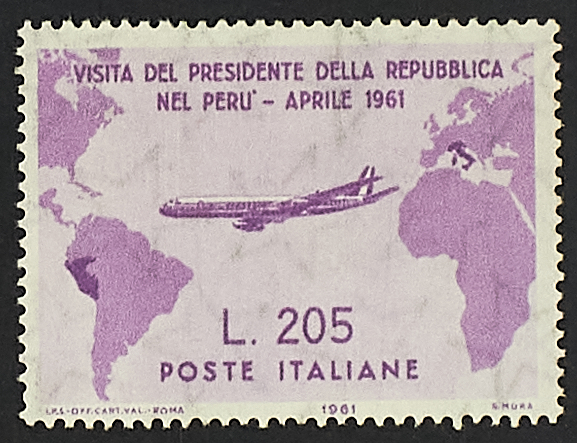 VISITA DEL PRESIDENTE DELLA REPUBBLICA
NEL PERU' - APRILE 1961
L. 205
POSTE ITALIANE
I.P.S.-OFF.CART.VAL.-ROMA 1961 S. MURA